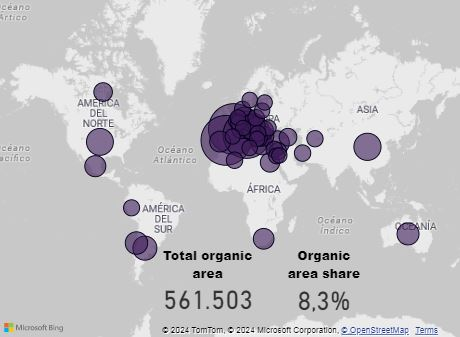 Océano
Ártico
Océano
AMÉRICA
DEL
NORTE
ASIA
Océano
Atlántico
ÁFRICA
AMÉRICA
DEL
SUR
Océano
Índico
OCEANÍA
Total organic
area
Organic
area share
561.503
8,3%
Microsoft Bing
© 2024 TomTom, © 2024 Microsoft Corporation, © OpenStreetMap Terms